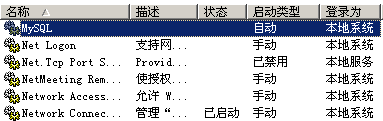 名称 描述 状态 启动类型 登录为
MySQL 自动 本地系统
Net Logon 支持网... 手动 本地系统
Net.Tcp Port S... Provid... 已禁用 本地服务
NetMeeting Rem... 使授权... 手动 本地系统
Network Access... 允许 W... 手动 本地系统
Network Connec... 管理“... 已启动 手动 本地系统